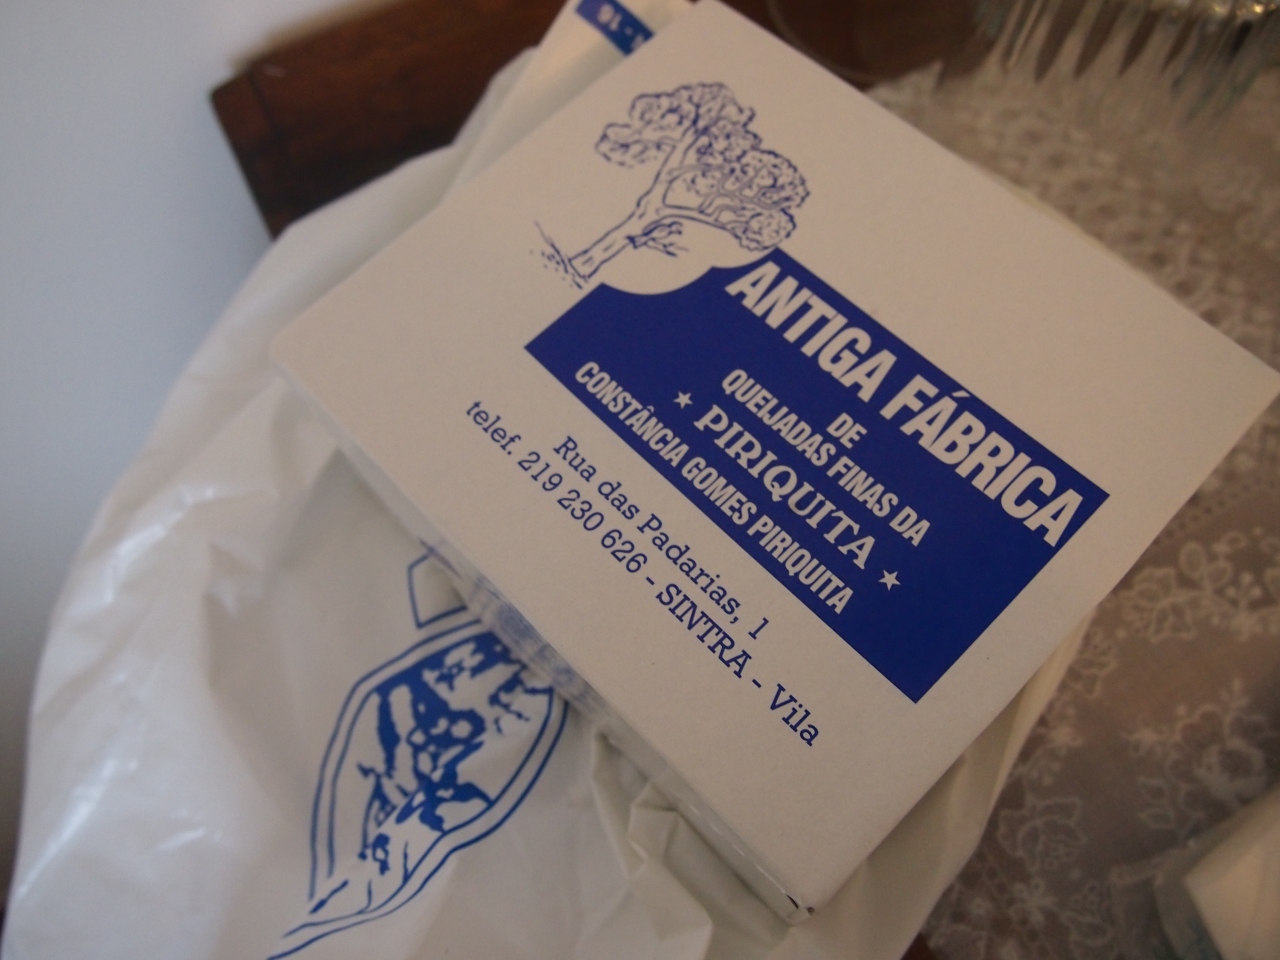 ANTIGA FÁBRICA
DE
QUEIJADAS FINAS DA
★ PIRIQUITA ★
CONSTÂNCIA GOMES PIRIQUITA
Rua das Padarias, 1
telef. 219 230 626 - SINTRA - Vila